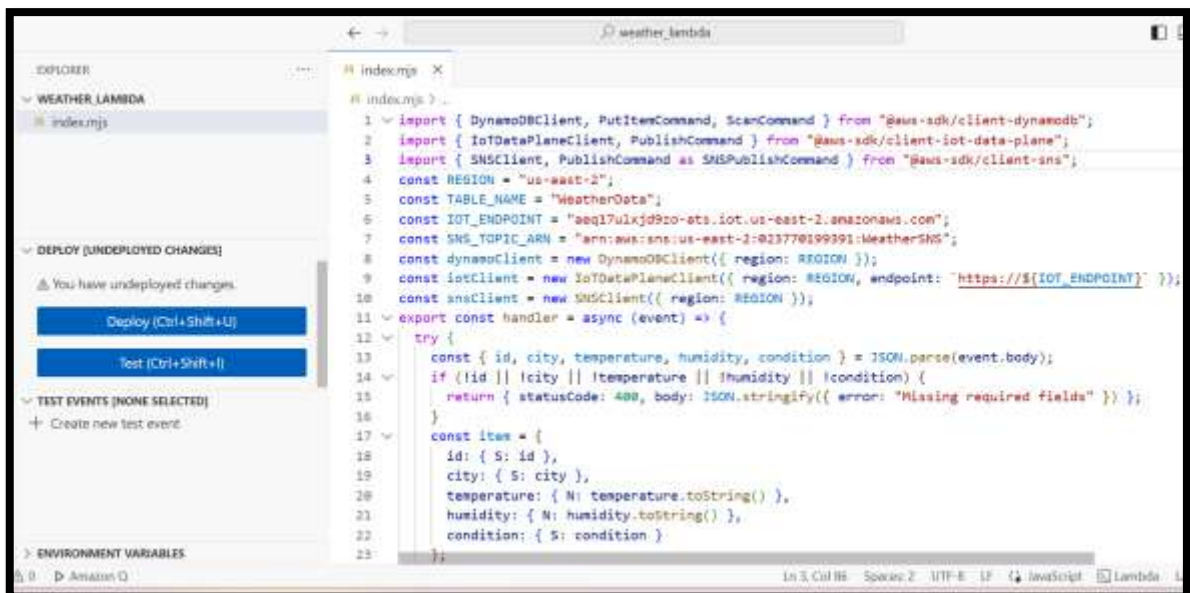 weather_lambda
EXPLORER
WEATHER_LAMBDA
index.mjs
DEPLOY [UNDEPLOYED CHANGES]
You have undeployed changes.
Deploy (Ctrl+Shift+U)
Test (Ctrl+Shift+I)
TEST EVENTS [NONE SELECTED]
+ Create new test event
ENVIRONMENT VARIABLES
index.mjs ×
index.mjs > ...
1 import { DynamoDBClient, PutItemCommand, ScanCommand } from "@aws-sdk/client-dynamodb";
2 import { IoTDataPlaneClient, PublishCommand } from "@aws-sdk/client-iot-data-plane";
3 import { SNSClient, PublishCommand as SNSPublishCommand } from "@aws-sdk/client-sns";
4 const REGION = "us-east-2";
5 const TABLE_NAME = "WeatherData";
6 const IOT_ENDPOINT = "aeq17ulxjd9zo-ats.iot.us-east-2.amazonaws.com";
7 const SNS_TOPIC_ARN = "arn:aws:sns:us-east-2:023770199391:WeatherSNS";
8 const dynamoClient = new DynamoDBClient({ region: REGION });
9 const iotClient = new IoTDataPlaneClient({ region: REGION, endpoint: `https://${IOT_ENDPOINT}` });
10 const snsClient = new SNSClient({ region: REGION });
11 export const handler = async (event) => {
12 try {
13 const { id, city, temperature, humidity, condition } = JSON.parse(event.body);
14 if (!id || !city || !temperature || !humidity || !condition) {
15 return { statusCode: 400, body: JSON.stringify({ error: "Missing required fields" }) };
16 }
17 const item = {
18 id: { S: id },
19 city: { S: city },
20 temperature: { N: temperature.toString() },
21 humidity: { N: humidity.toString() },
22 condition: { S: condition }
23 };
0 Amazon Q
Ln 3, Col 86 Spaces: 2 UTF-8 LF JavaScript Lambda